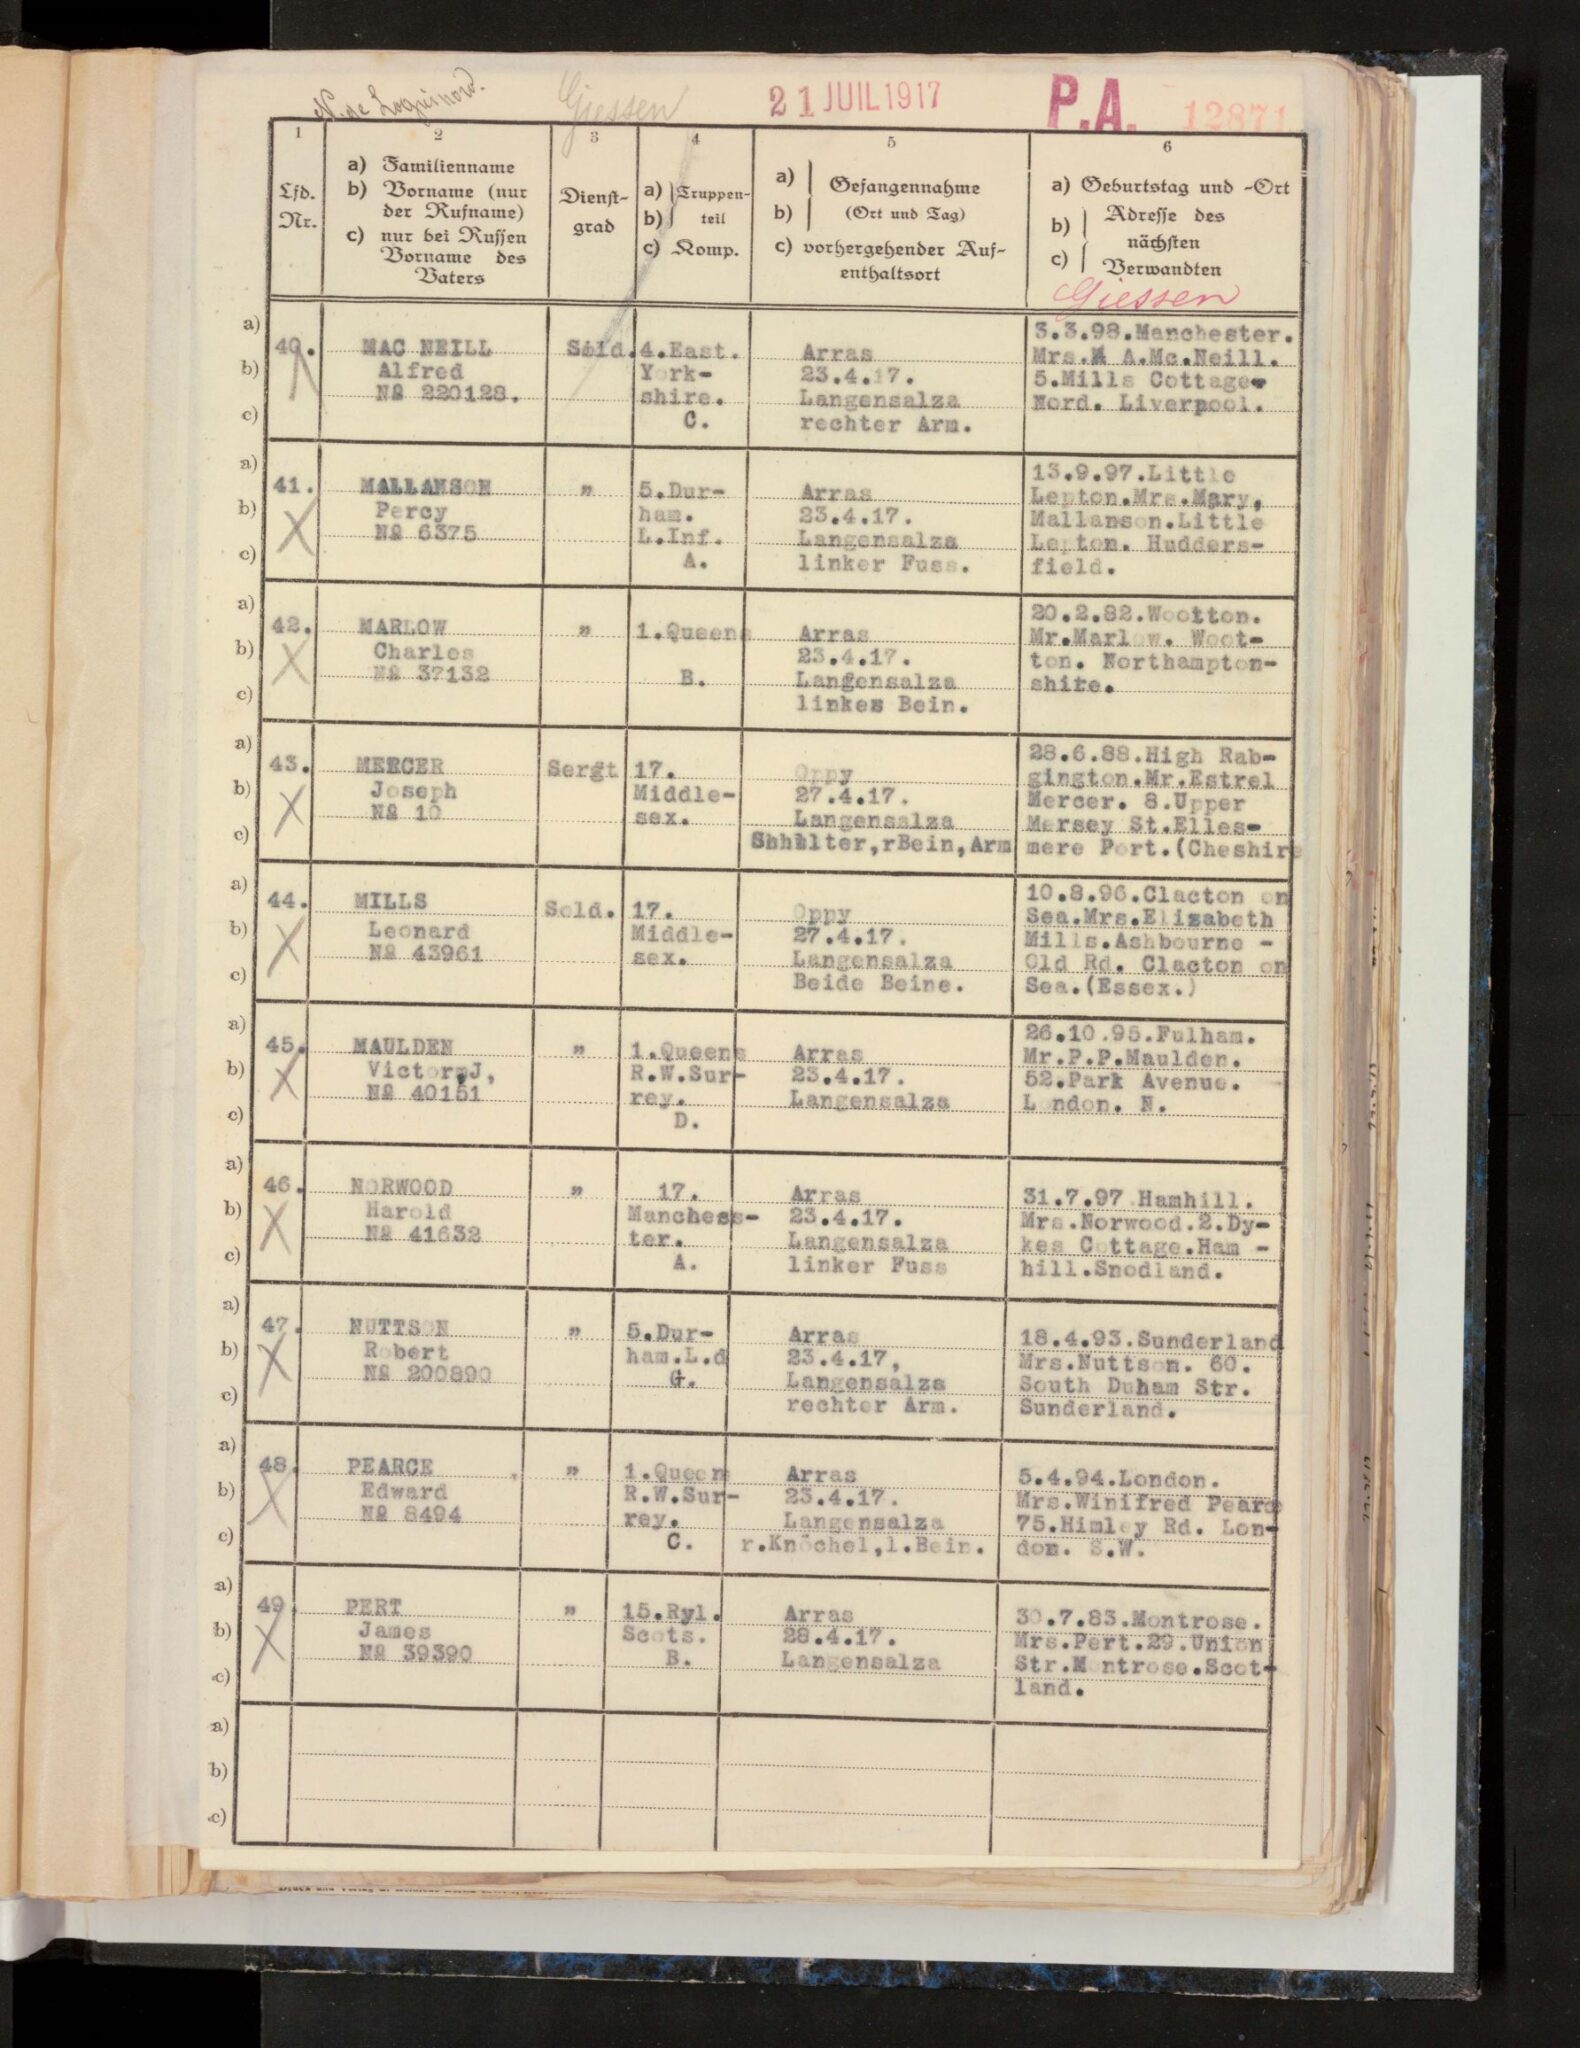 N. de
Giessen
21 JUIL 1917
P.A. 12871
1
2
3
4
5
6
Lfd.
Nr.
a) Familienname
b) Vorname (nur
der Rufname)
c) nur bei Russen
Vorname des
Vaters
Dienst-
grad
a) Truppen-
b) teil
c) Komp.
a) Gefangennahme
b) (Ort und Tag)
c) vorhergehender Auf-
enthaltsort
a) Geburtstag und -Ort
b) Adresse des
nächsten
c) Verwandten
Giessen
a)
b)
c)
40.
MAC NEILL
Alfred
№ 220128.
Sold.
4.East.
York-
shire.
C.
Arras
23.4.17.
Langensalza
rechter Arm.
3.3.98.Manchester.
Mrs. A.Mc.Neill.
5.Mills Cottage
Nord. Liverpool.
a)
b)
c)
41.
MALLANSON
Percy
№ 6375
"
5.Dur-
ham.
L.Inf.
A.
Arras
23.4.17.
Langensalza
linker Fuss.
13.9.97.Little
Lepton.Mrs.Mary,
Mallanson.Little
Lepton. Hudders-
field.
a)
b)
c)
42.
MARLOW
Charles
№ 37132
"
1.Queens
B.
Arras
23.4.17.
Langensalza
linkes Bein.
20.2.82.Wootton.
Mr.Marlow. Woot-
ton. Northampton-
shire.
a)
b)
c)
43.
MERCER
Joseph
№ 10
Sergt
17.
Middle-
sex.
Oppy
27.4.17.
Langensalza
Shhulter,rBein,Arm
28.6.88.High Rab-
gington.Mr.Estrel
Mercer. 8.Upper
Mersey St.Elles-
mere Port.(Cheshire
a)
b)
c)
44.
MILLS
Leonard
№ 43961
Sold.
17.
Middle-
sex.
Oppy
27.4.17.
Langensalza
Beide Beine.
10.8.96.Clacton on
Sea.Mrs.Elizabeth
Mills.Ashbourne -
Old Rd. Clacton on
Sea.(Essex.)
a)
b)
c)
45.
MAULDEN
Victor,J,
№ 40151
"
1.Queens
R.W.Sur-
rey.
D.
Arras
23.4.17.
Langensalza
26.10.95.Fulham.
Mr.P.P.Maulden.
52.Park Avenue.
London. N.
a)
b)
c)
46.
NORWOOD
Harold
№ 41632
"
17.
Manches-
ter.
A.
Arras
23.4.17.
Langensalza
linker Fuss
31.7.97.Hamhill.
Mrs.Norwood.2.Dy-
kes Cottage.Ham -
hill.Snodland.
a)
b)
c)
47.
NUTTSON
Robert
№ 200890
"
5.Dur-
ham.L.d
G.
Arras
23.4.17,
Langensalza
rechter Arm.
18.4.93.Sunderland
Mrs.Nuttson. 60.
South Duham Str.
Sunderland.
a)
b)
c)
48.
PEARCE
Edward
№ 8494
"
1.Queen
R.W.Sur-
rey.
C.
Arras
23.4.17.
Langensalza
r.Knöchel,l.Bein.
5.4.94.London.
Mrs.Winifred Pearce
75.Himley Rd. Lon-
don. S.W.
a)
b)
c)
49.
PERT
James
№ 39390
"
15.Ryl.
Scots.
B.
Arras
28.4.17.
Langensalza
30.7.83.Montrose.
Mrs.Pert.29.Union
Str.Montrose.Scot-
land.
a)
b)
c)